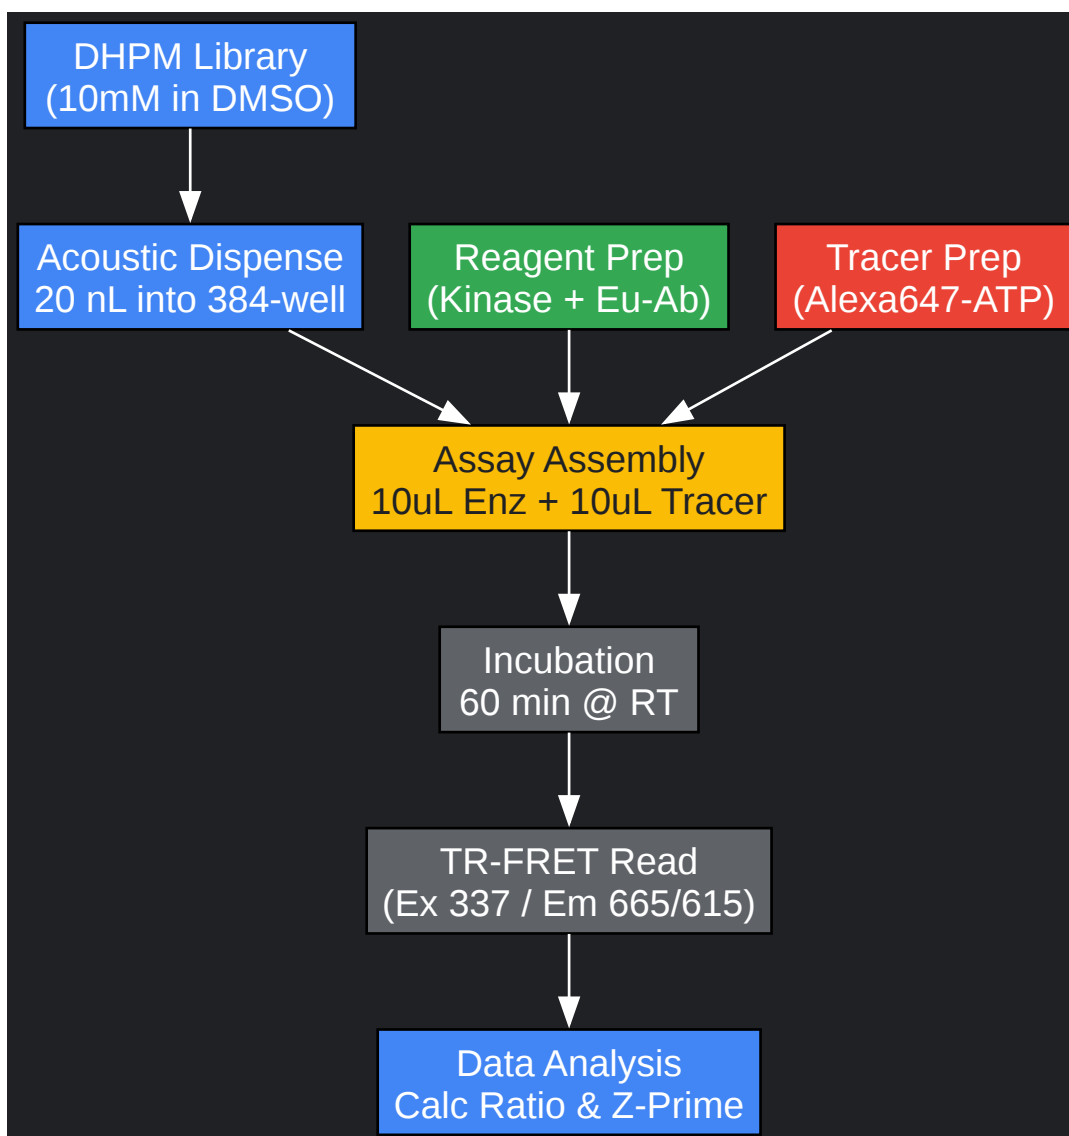 DHPM Library
(10mM in DMSO)
Acoustic Dispense
20 nL into 384-well
Reagent Prep
(Kinase + Eu-Ab)
Tracer Prep
(Alexa647-ATP)
Assay Assembly
10uL Enz + 10uL Tracer
Incubation
60 min @ RT
TR-FRET Read
(Ex 337 / Em 665/615)
Data Analysis
Calc Ratio & Z-Prime